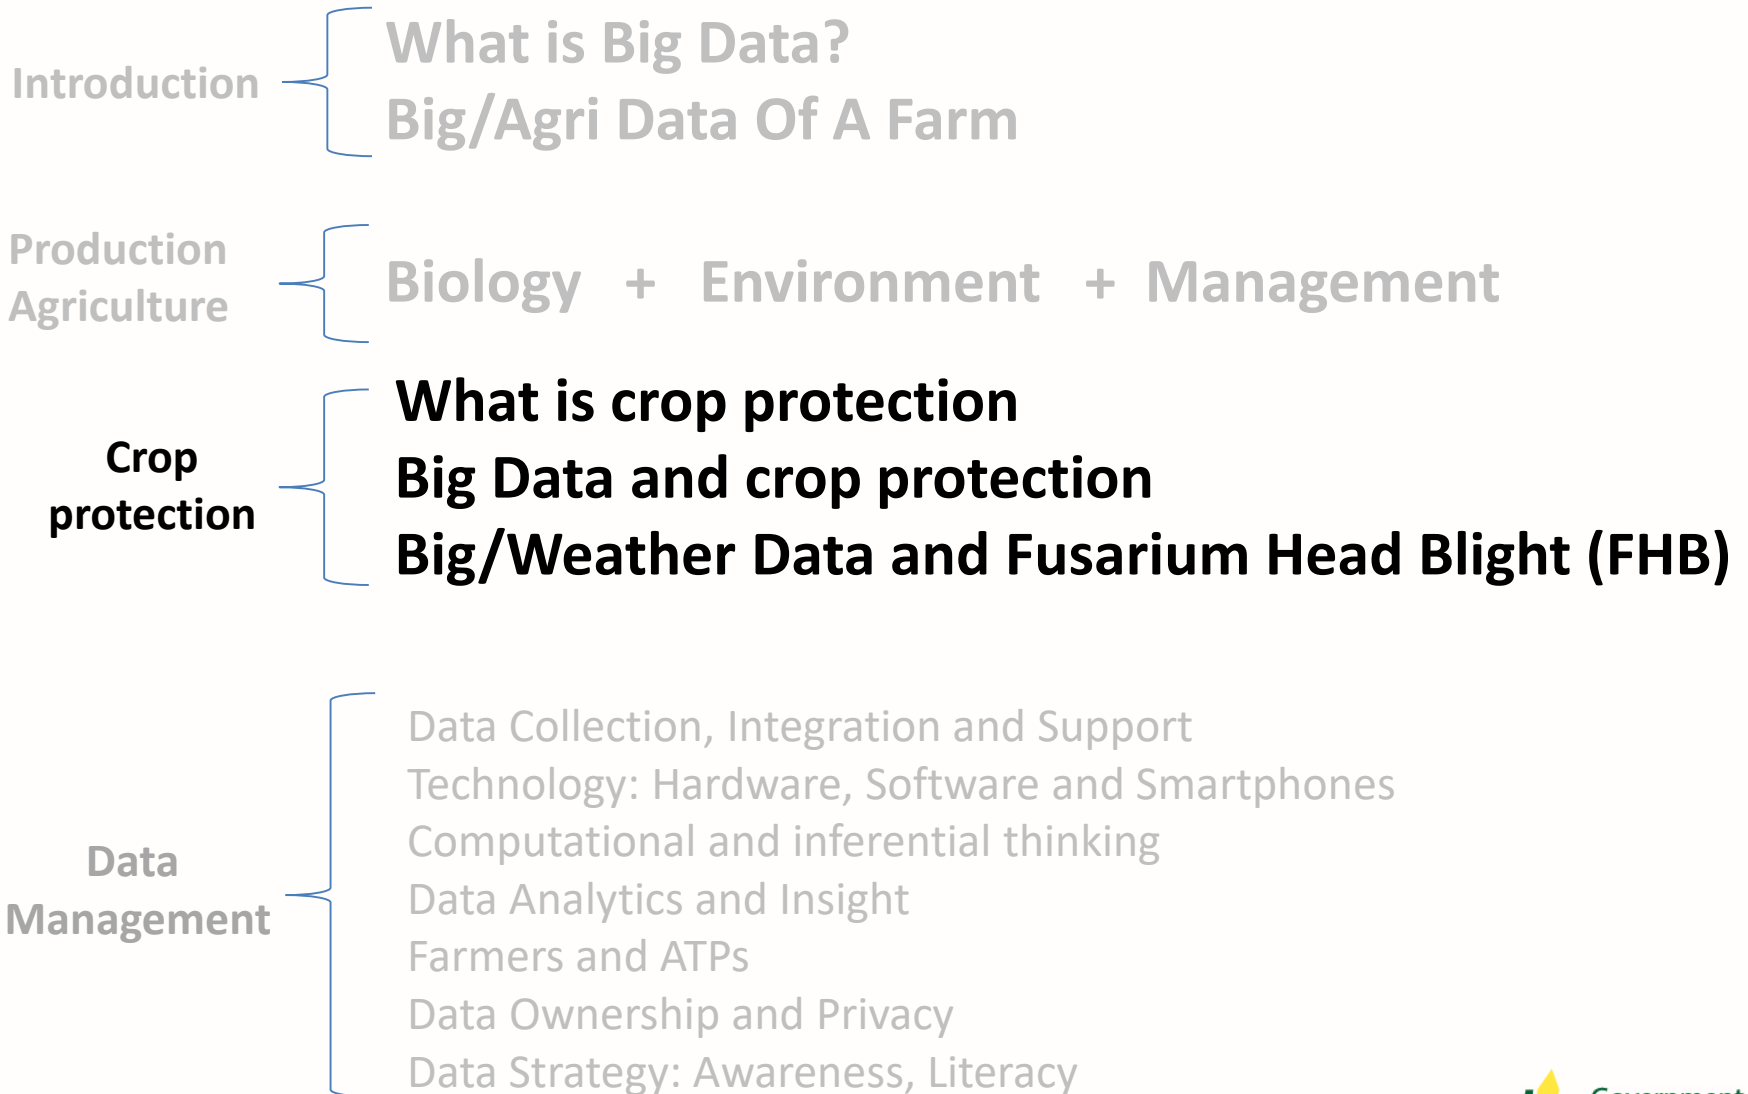 Introduction
What is Big Data?
Big/Agri Data Of A Farm
Production
Agriculture
Biology + Environment + Management
Crop
protection
What is crop protection
Big Data and crop protection
Big/Weather Data and Fusarium Head Blight (FHB)
Data
Management
Data Collection, Integration and Support
Technology: Hardware, Software and Smartphones
Computational and inferential thinking
Data Analytics and Insight
Farmers and ATPs
Data Ownership and Privacy
Data Strategy: Awareness, Literacy
Government